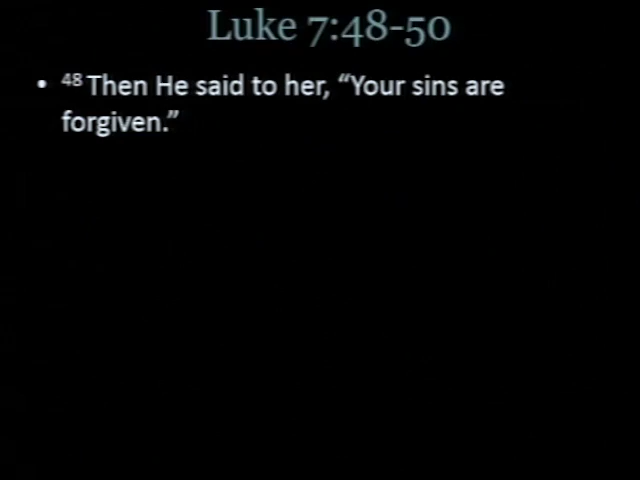 Luke 7:48-50
• 48 Then He said to her, “Your sins are
forgiven.”